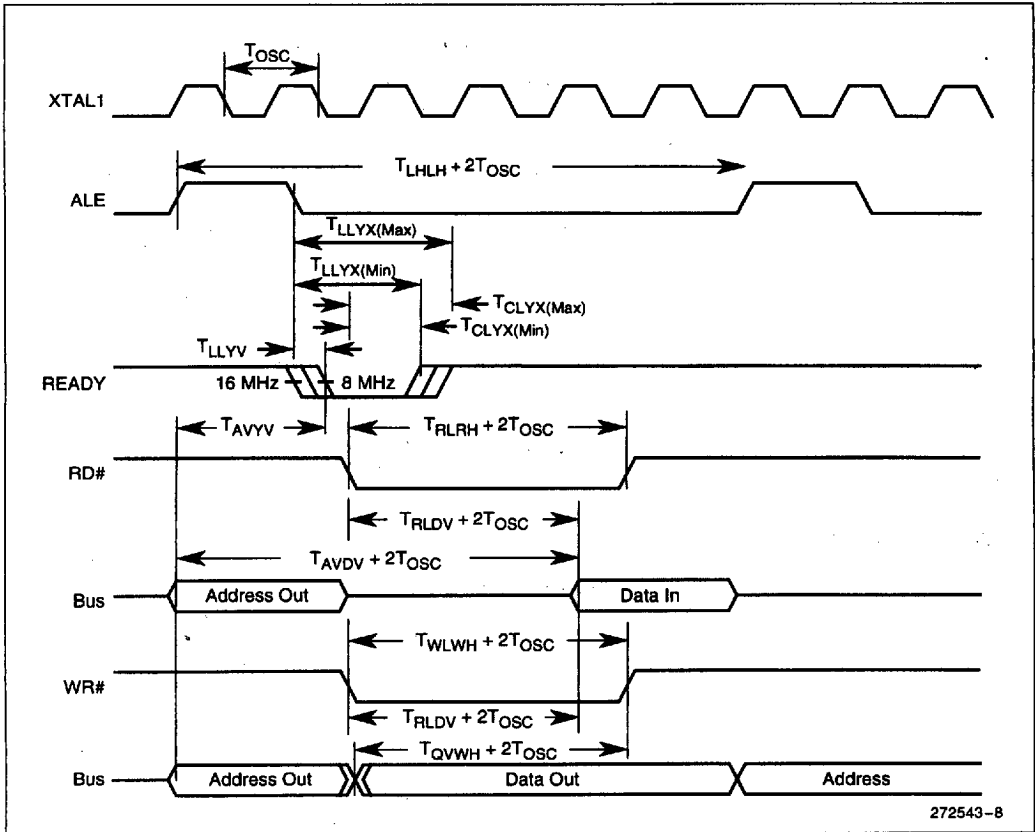 TOSC
XTAL1
TLHLH + 2TOSC
ALE
TLLYX(Max)
TLLYX(Min)
TCLYX(Max)
TCLYX(Min)
TLLYV
READY
16 MHz
8 MHz
TAVYV
TRLRH + 2TOSC
RD#
TRLDV + 2TOSC
TAVDV + 2TOSC
Bus
Address Out
Data In
TWLWH + 2TOSC
WR#
TRLDV + 2TOSC
TQVWH + 2TOSC
Bus
Address Out
Data Out
Address
272543-8